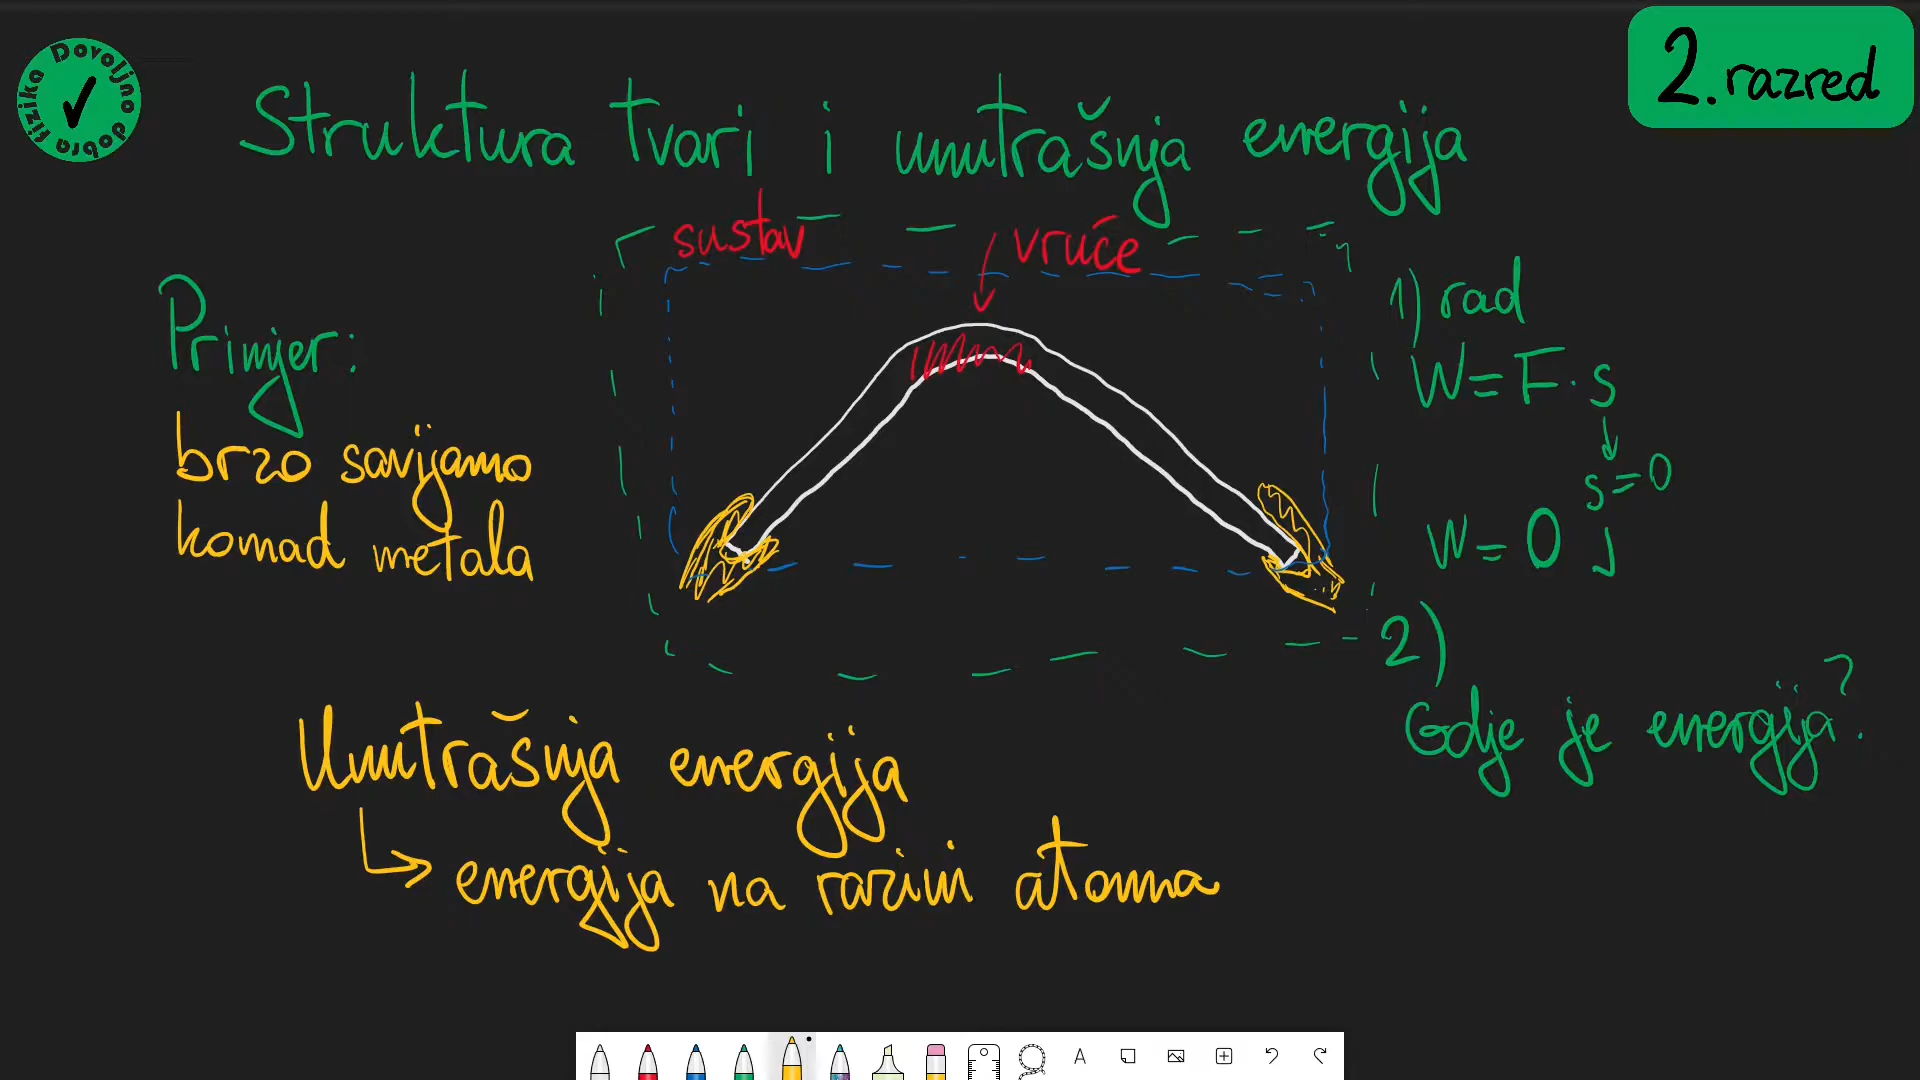 Dovoljno dobra fizika
2. razred
Struktura tvari i unutrašnja energija
sustav
vruće
Primjer:
brzo savijamo
komad metala
1) rad
W = F · s
s = 0
W = 0 J
2)
Gdje je energija?
Unutrašnja energija
energija na razini atoma
A